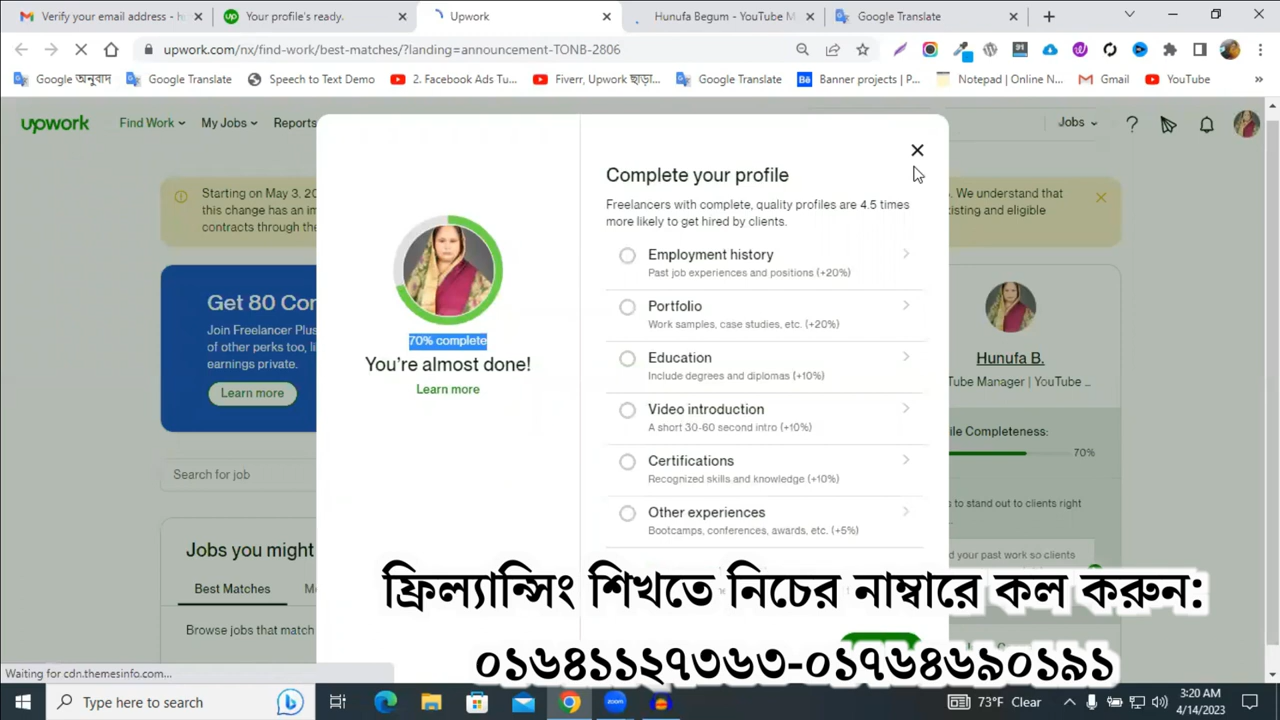 Verify your email address - h
Your profile's ready.
Upwork
Hunufa Begum - YouTube M
Google Translate
upwork.com/nx/find-work/best-matches/?landing=announcement-TONB-2806
Google অনুবাদ
Google Translate
Speech to Text Demo
2. Facebook Ads Tu...
Fiverr, Upwork ছাড়া...
Google Translate
Banner projects | P...
Notepad | Online N...
Gmail
YouTube
upwork
Find Work
My Jobs
Reports
Jobs
Starting on May 3, 20
this change has an im
contracts through the
. We understand that
isting and eligible
Get 80 Con
Join Freelancer Plus
of other perks too, lik
earnings private.
Learn more
Search for job
Jobs you might
Best Matches
Browse jobs that match
70% complete
You're almost done!
Learn more
Complete your profile
Freelancers with complete, quality profiles are 4.5 times
more likely to get hired by clients.
Employment history
Past job experiences and positions (+20%)
Portfolio
Work samples, case studies, etc. (+20%)
Education
Include degrees and diplomas (+10%)
Video introduction
A short 30-60 second intro (+10%)
Certifications
Recognized skills and knowledge (+10%)
Other experiences
Bootcamps, conferences, awards, etc. (+5%)
Hunufa B.
Tube Manager | YouTube ...
ile Completeness:
70%
s to stand out to clients right
d your past work so clients
ফ্রিল্যান্সিং শিখতে নিচের নাম্বারে কল করুন:
০১৬৪১১২৭৩৬৩-০১৭৬৪৬৯০১৯১
Waiting for cdn.themesinfo.com...
Type here to search
zoom
73°F Clear
3:20 AM
4/14/2023